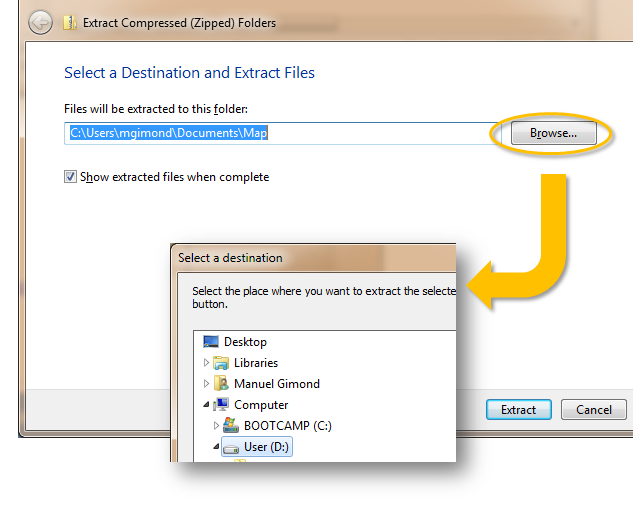 Extract Compressed (Zipped) Folders
Select a Destination and Extract Files
Files will be extracted to this folder:
C:\Users\mgimond\Documents\Map
Browse...
Show extracted files when complete
Select a destination
Select the place where you want to extract the selecte
button.
Desktop
Libraries
Manuel Gimond
Computer
BOOTCAMP (C:)
User (D:)
Extract
Cancel